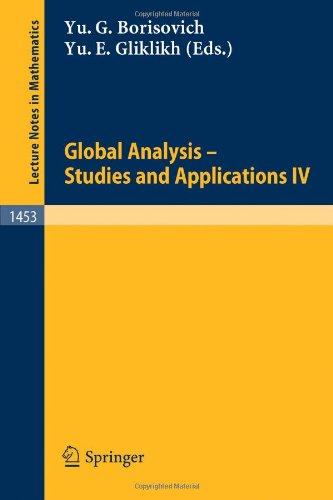 Yu. G. Borisovich
Yu. E. Gliklikh (Eds.)
Lecture Notes in Mathematics
Global Analysis –
Studies and Applications IV
1453
Springer